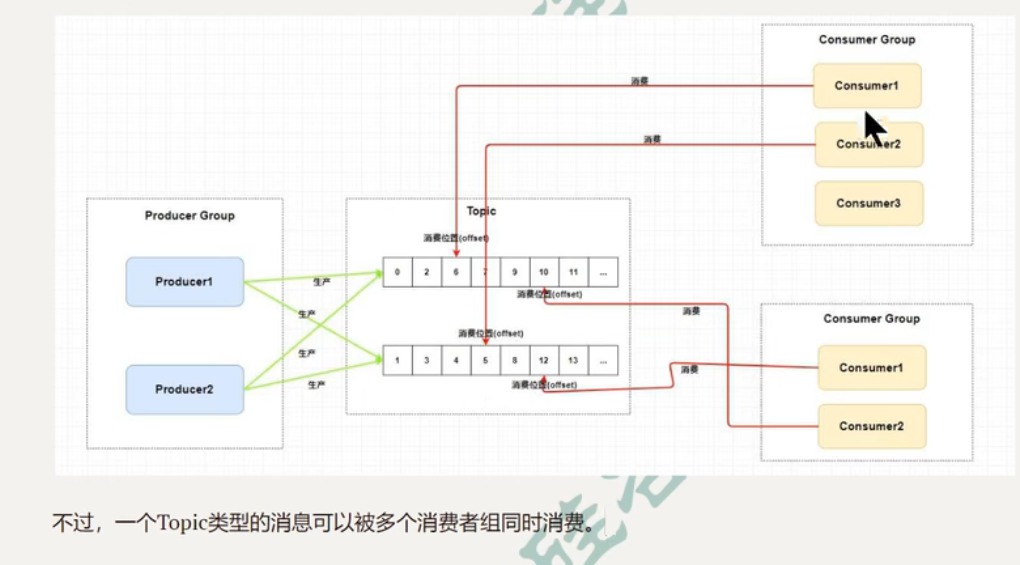 Consumer Group
Consumer1
消费
Consumer2
消费
Consumer3
Producer Group
Producer1
Producer2
生产
生产
生产
生产
Topic
消费位置(offset)
0 2 6 7 9 10 11 ...
消费位置(offset)
消费位置(offset)
1 3 4 5 8 12 13 ...
消费位置(offset)
消费
消费
Consumer Group
Consumer1
Consumer2
不过，一个Topic类型的消息可以被多个消费者组同时消费。